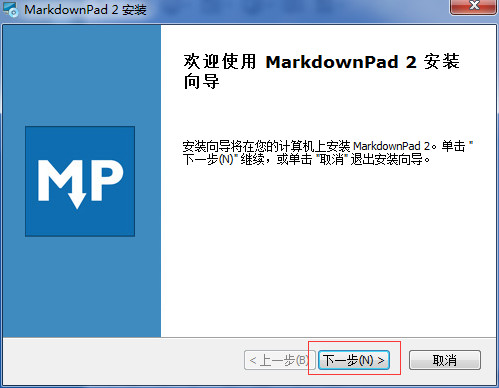 MarkdownPad 2 安装
欢迎使用 MarkdownPad 2 安装
向导
MP
安装向导将在您的计算机上安装 MarkdownPad 2。单击 "
下一步(N)" 继续，或单击 "取消" 退出安装向导。
< 上一步(B)
下一步(N) >
取消